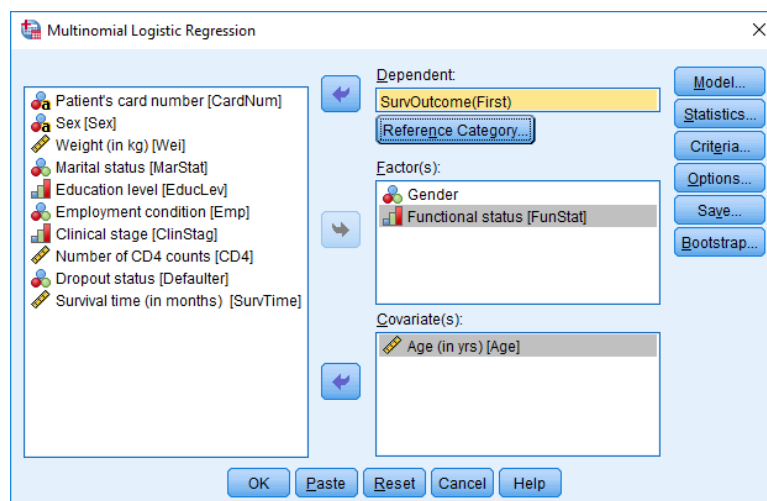 Multinomial Logistic Regression
Patient's card number [CardNum]
Sex [Sex]
Weight (in kg) [Wei]
Marital status [MarStat]
Education level [EducLev]
Employment condition [Emp]
Clinical stage [ClinStag]
Number of CD4 counts [CD4]
Dropout status [Defaulter]
Survival time (in months) [SurvTime]
Dependent:
SurvOutcome(First)
Reference Category...
Factor(s):
Gender
Functional status [FunStat]
Covariate(s):
Age (in yrs) [Age]
Model...
Statistics...
Criteria...
Options...
Save...
Bootstrap...
OK Paste Reset Cancel Help